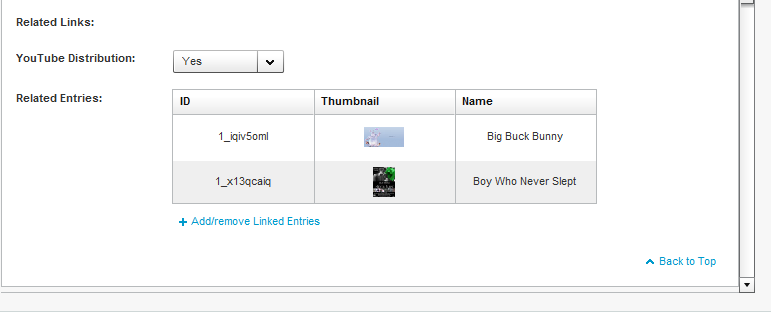 Related Links:
YouTube Distribution: Yes
Related Entries:
ID Thumbnail Name
1_iqiv5oml Big Buck Bunny
1_x13qcaiq Boy Who Never Slept
+ Add/remove Linked Entries
Back to Top